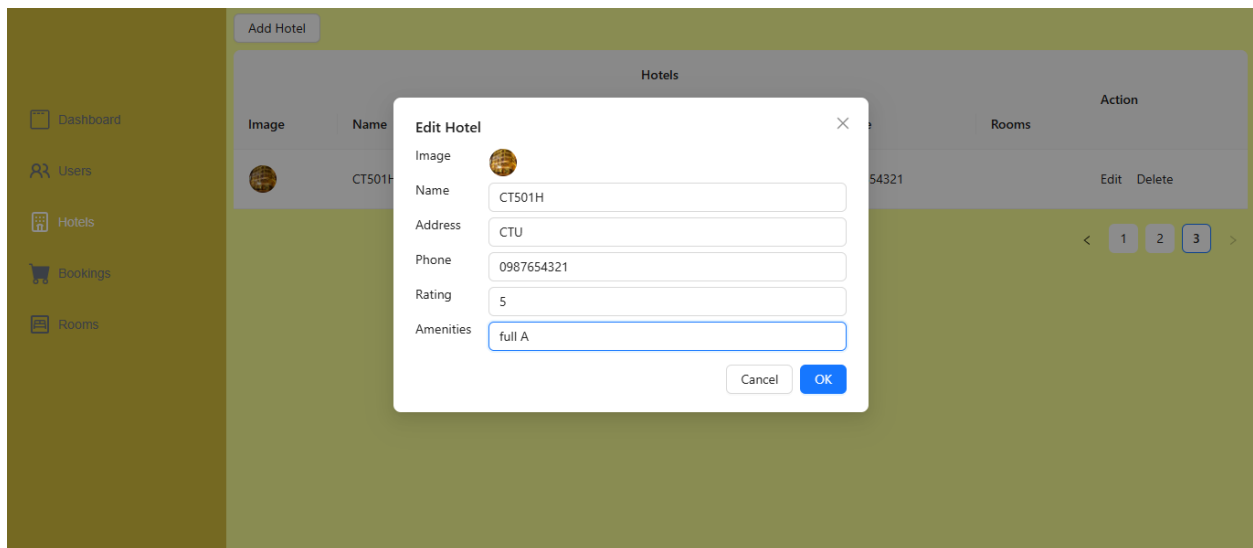 Add Hotel
Hotels
Action
Image Name Rooms
CT501H 54321 Edit Delete
< 1 2 3 >
Dashboard
Users
Hotels
Bookings
Rooms
Edit Hotel
Image
Name CT501H
Address CTU
Phone 0987654321
Rating 5
Amenities full A
Cancel OK